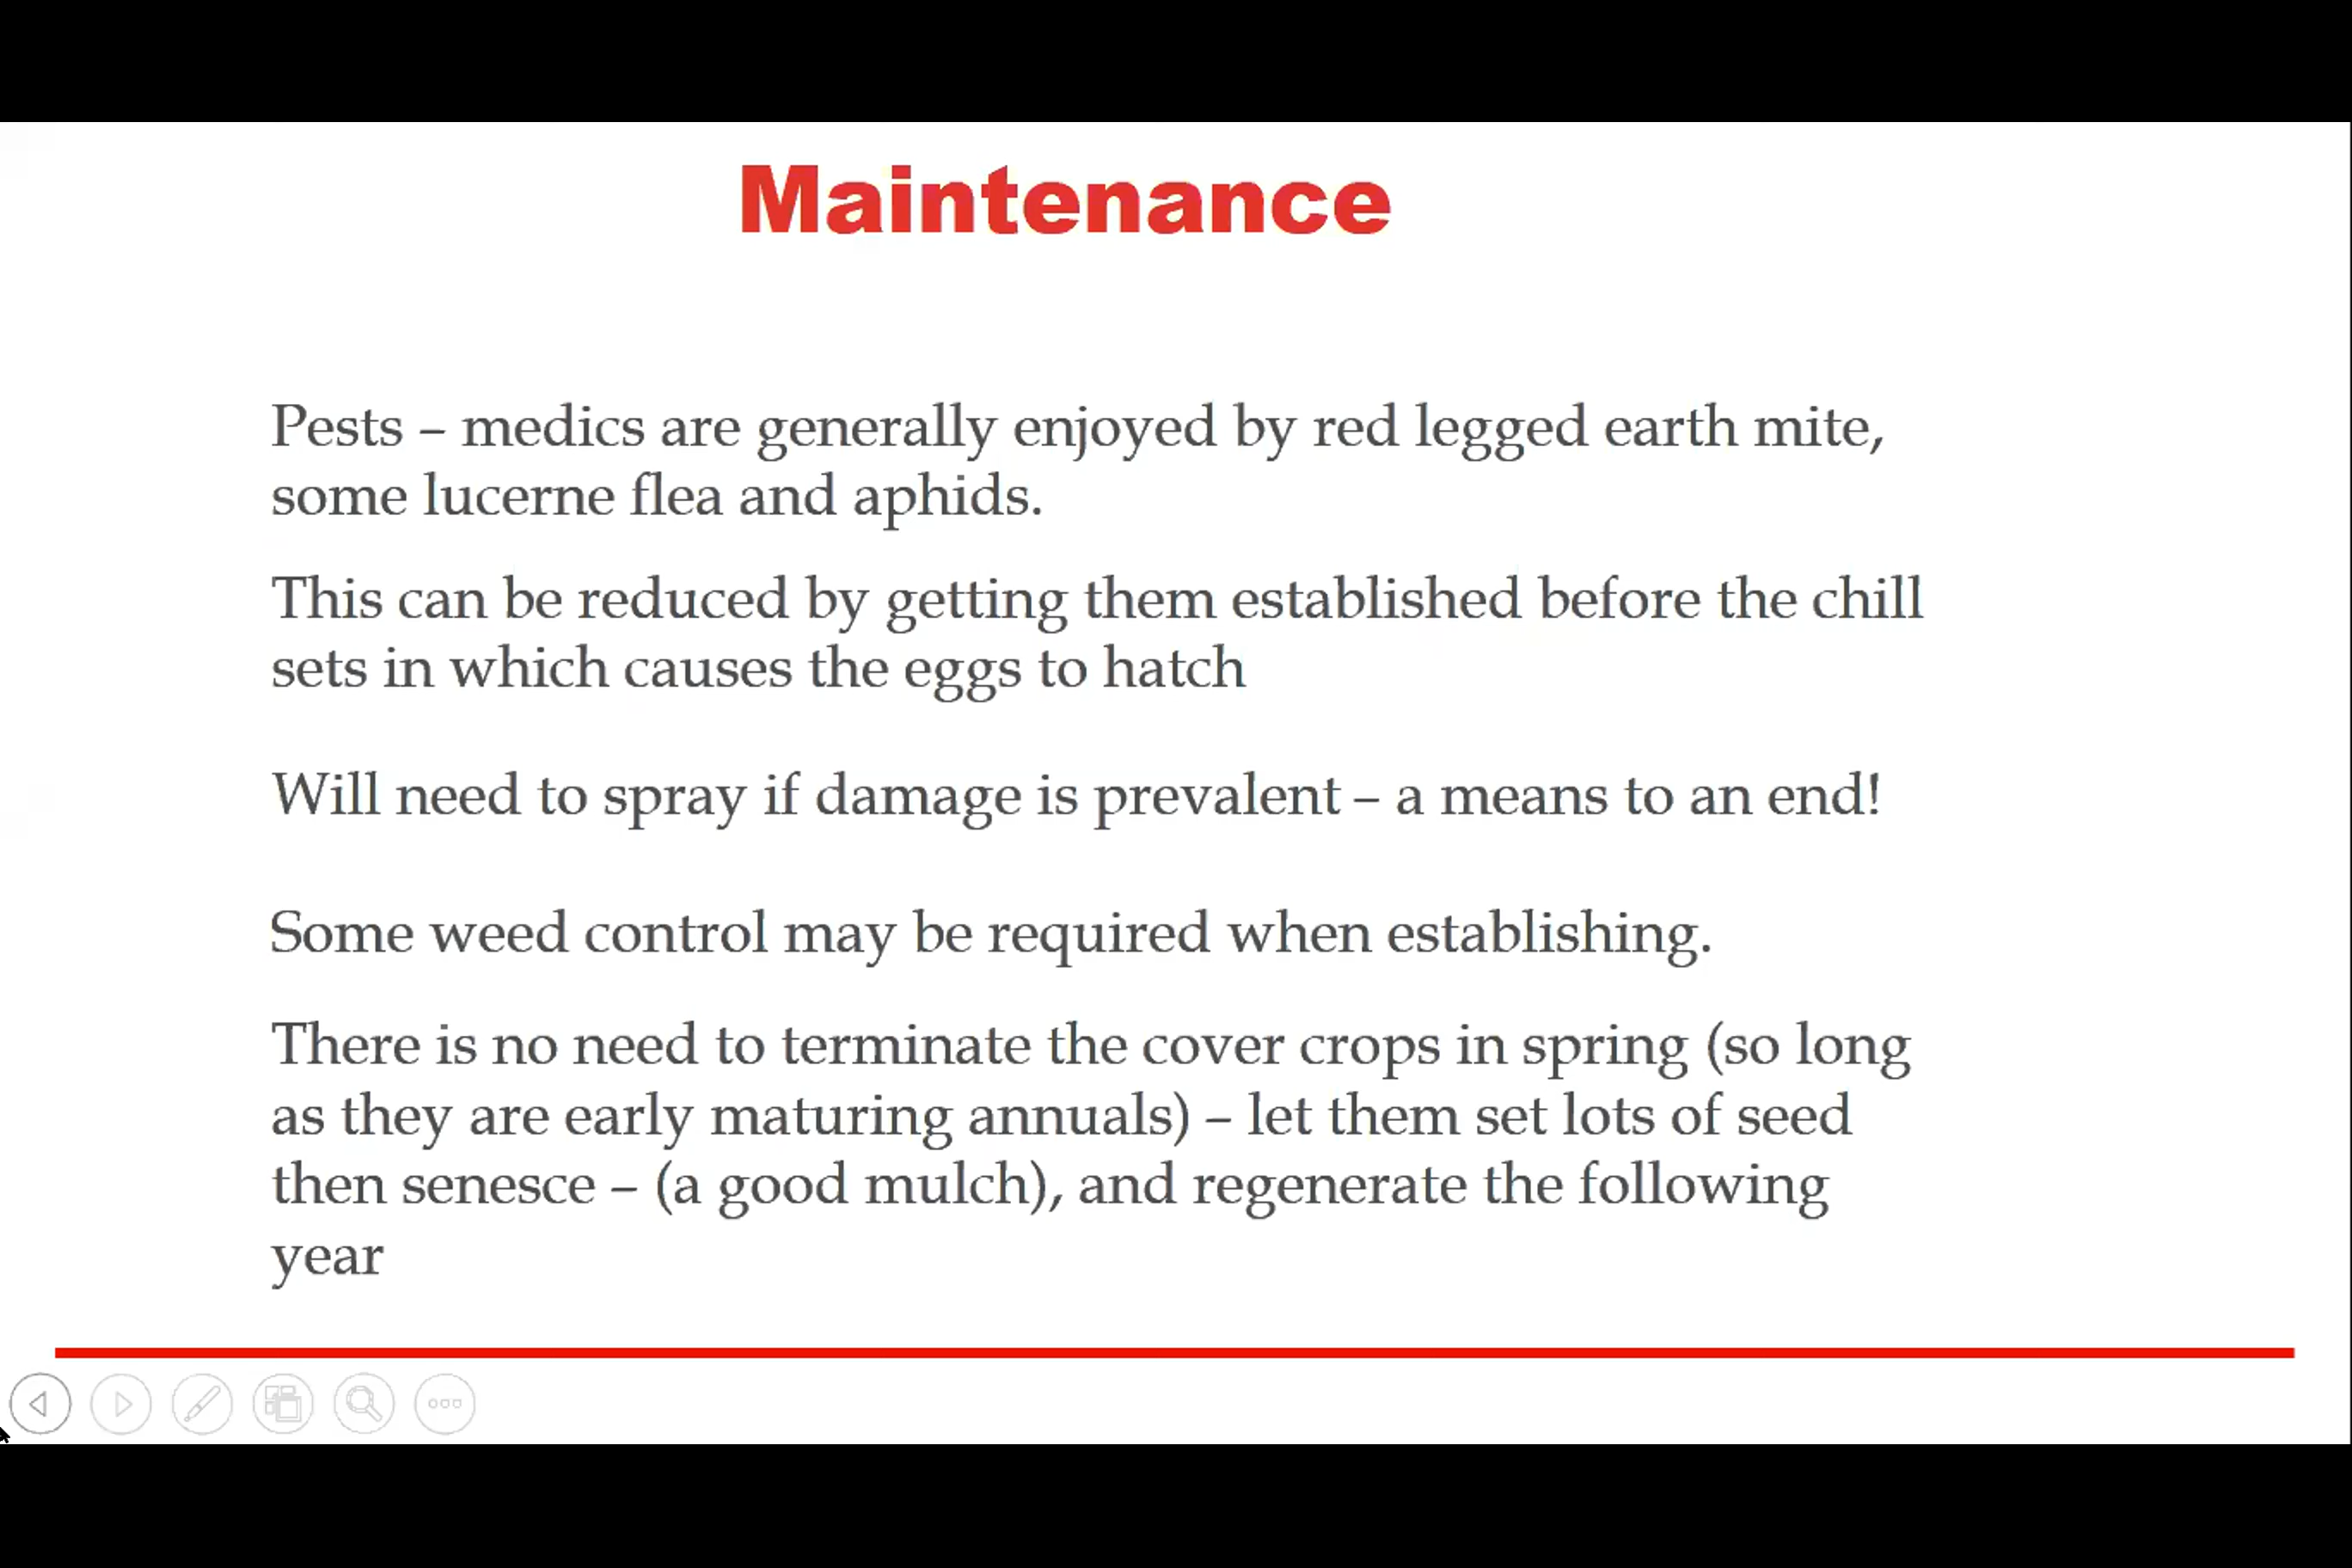 Maintenance
Pests – medics are generally enjoyed by red legged earth mite,
some lucerne flea and aphids.
This can be reduced by getting them established before the chill
sets in which causes the eggs to hatch
Will need to spray if damage is prevalent – a means to an end!
Some weed control may be required when establishing.
There is no need to terminate the cover crops in spring (so long
as they are early maturing annuals) – let them set lots of seed
then senesce – (a good mulch), and regenerate the following
year